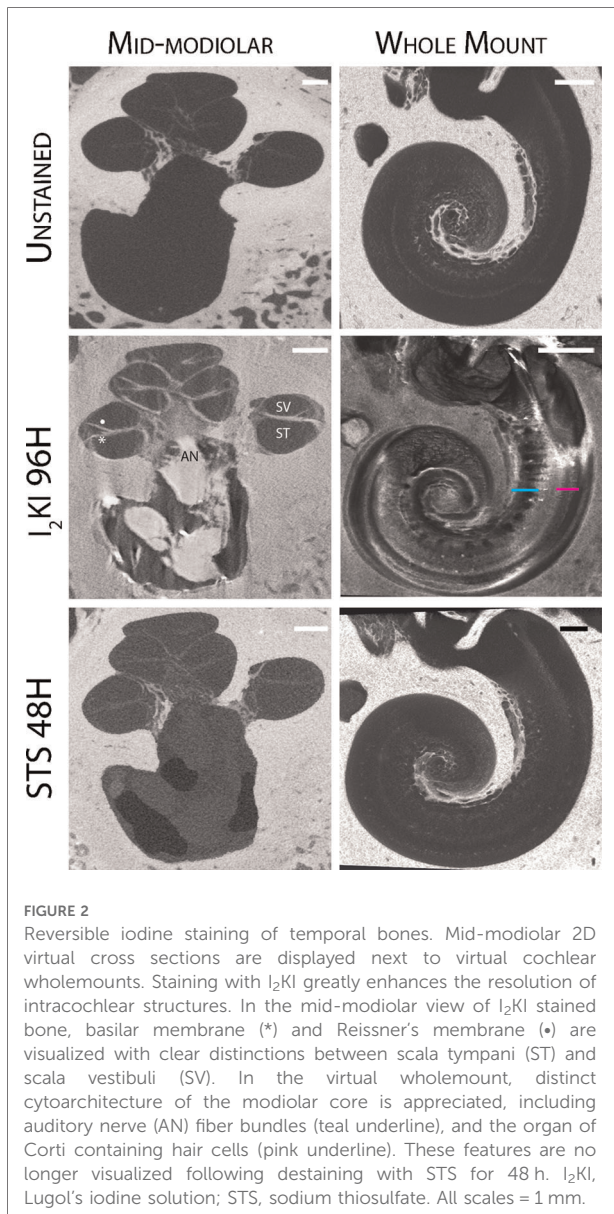 MID-MODIOLAR
WHOLE MOUNT
UNSTAINED
I₂KI 96H
SV
ST
•
*
AN
STS 48H
FIGURE 2
Reversible iodine staining of temporal bones. Mid-modiolar 2D
virtual cross sections are displayed next to virtual cochlear
wholemounts. Staining with I₂KI greatly enhances the resolution of
intracochlear structures. In the mid-modiolar view of I₂KI stained
bone, basilar membrane (*) and Reissner's membrane (•) are
visualized with clear distinctions between scala tympani (ST) and
scala vestibuli (SV). In the virtual wholemount, distinct
cytoarchitecture of the modiolar core is appreciated, including
auditory nerve (AN) fiber bundles (teal underline), and the organ of
Corti containing hair cells (pink underline). These features are no
longer visualized following destaining with STS for 48 h. I₂KI,
Lugol's iodine solution; STS, sodium thiosulfate. All scales = 1 mm.